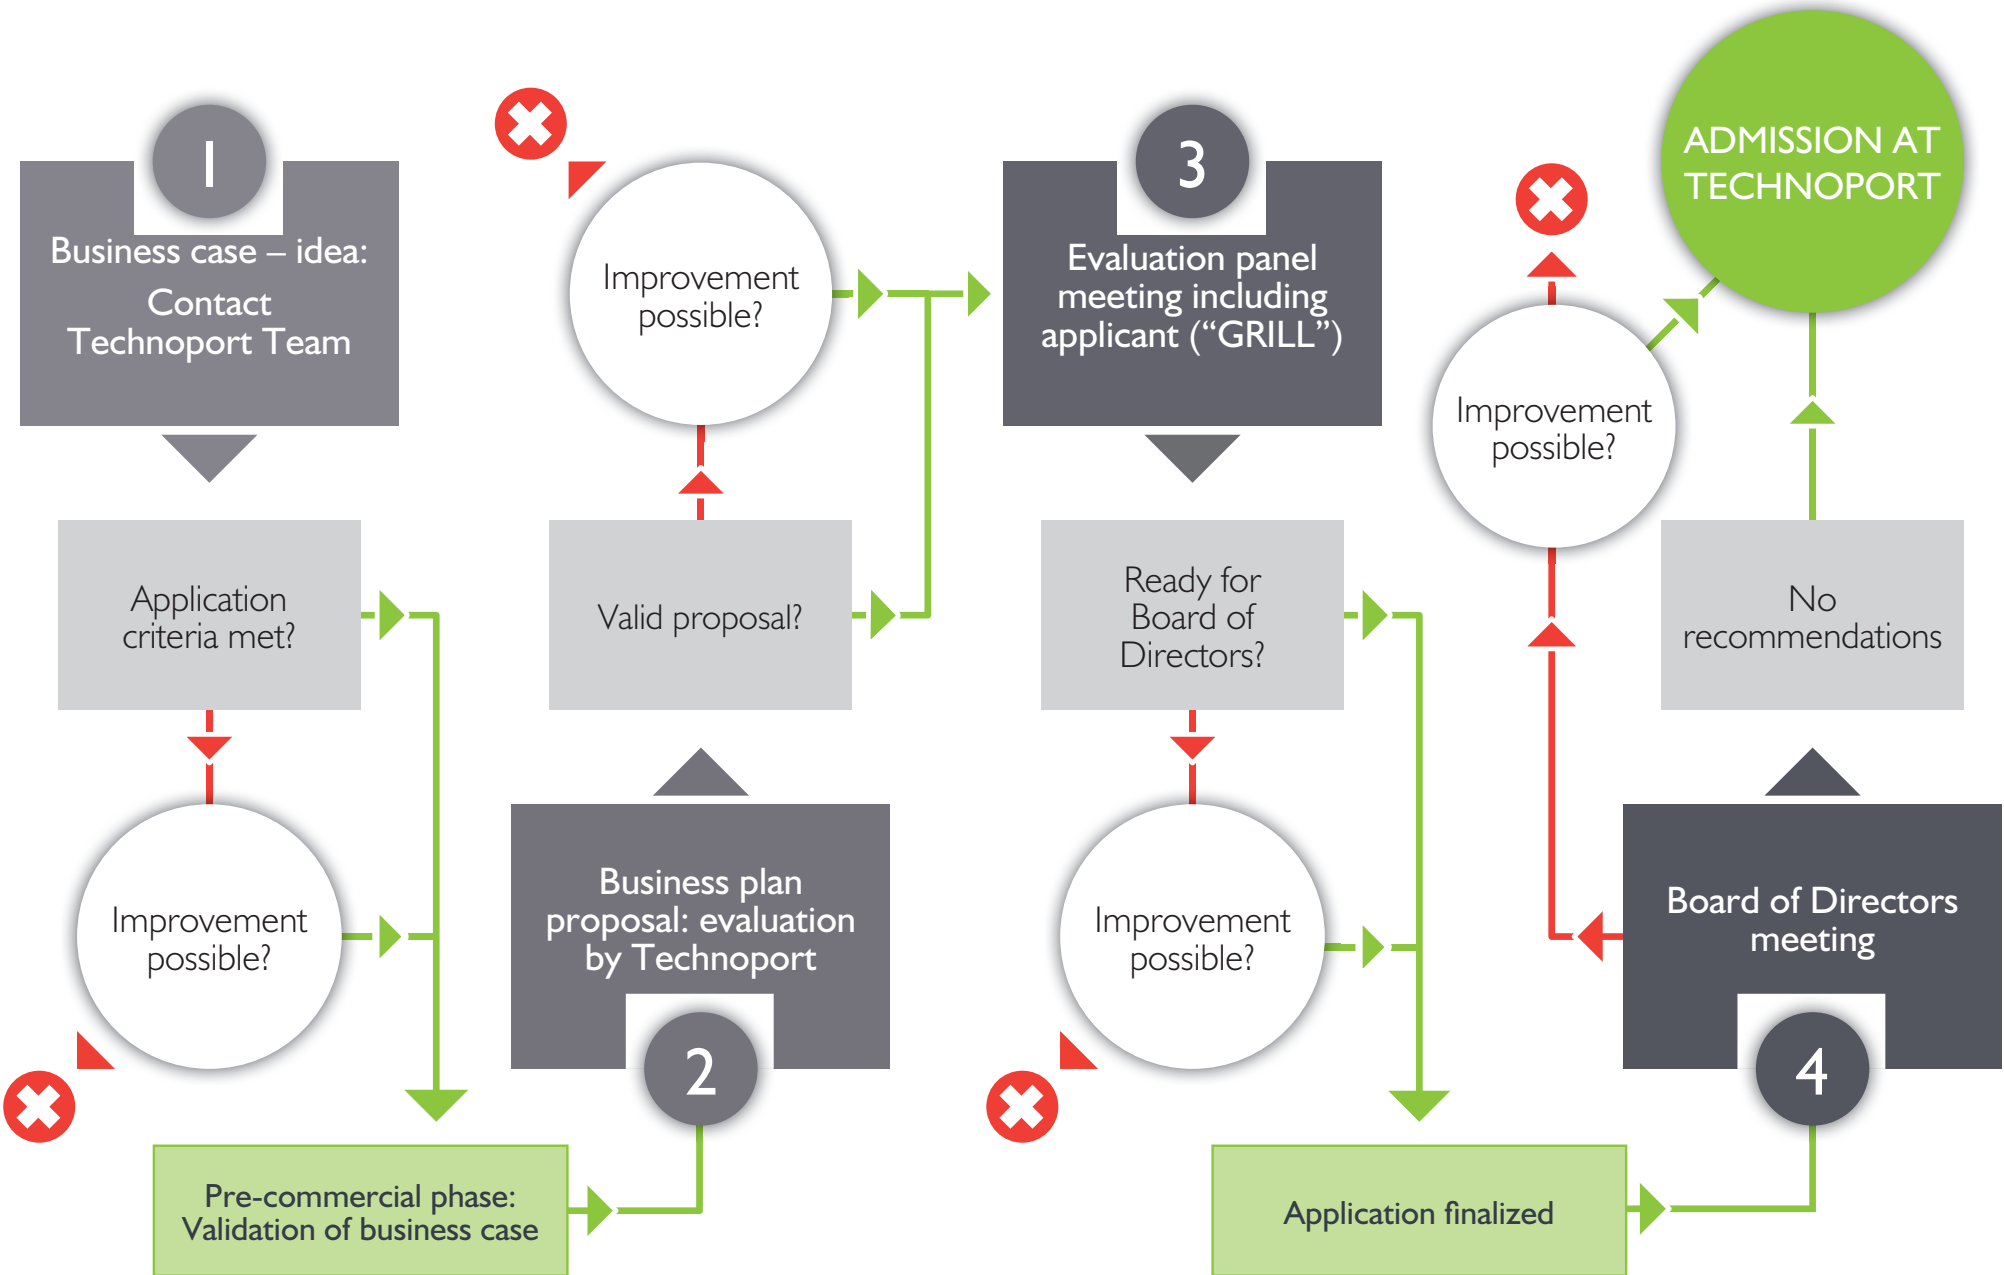 1
Business case – idea:
Contact
Technoport Team
Application
criteria met?
Improvement
possible?
Pre-commercial phase:
Validation of business case
2
Business plan
proposal: evaluation
by Technoport
Valid proposal?
Improvement
possible?
3
Evaluation panel
meeting including
applicant (“GRILL”)
Ready for
Board of
Directors?
Improvement
possible?
Application finalized
4
Board of Directors
meeting
Improvement
possible?
No
recommendations
ADMISSION AT
TECHNOPORT